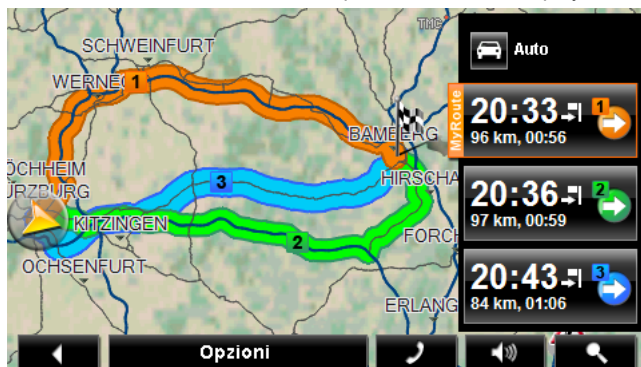 TMC
SCHWEINFURT
WERNE
1
BAMBERG
HIRSCHA
3
ÖCHHEIM
ÜRZBURG
KITZINGEN
2
FORCH
OCHSENFURT
ERLANG
Auto
MyRoute
20:33
1
96 km, 00:56
20:36
2
97 km, 00:59
20:43
3
84 km, 01:06
Opzioni